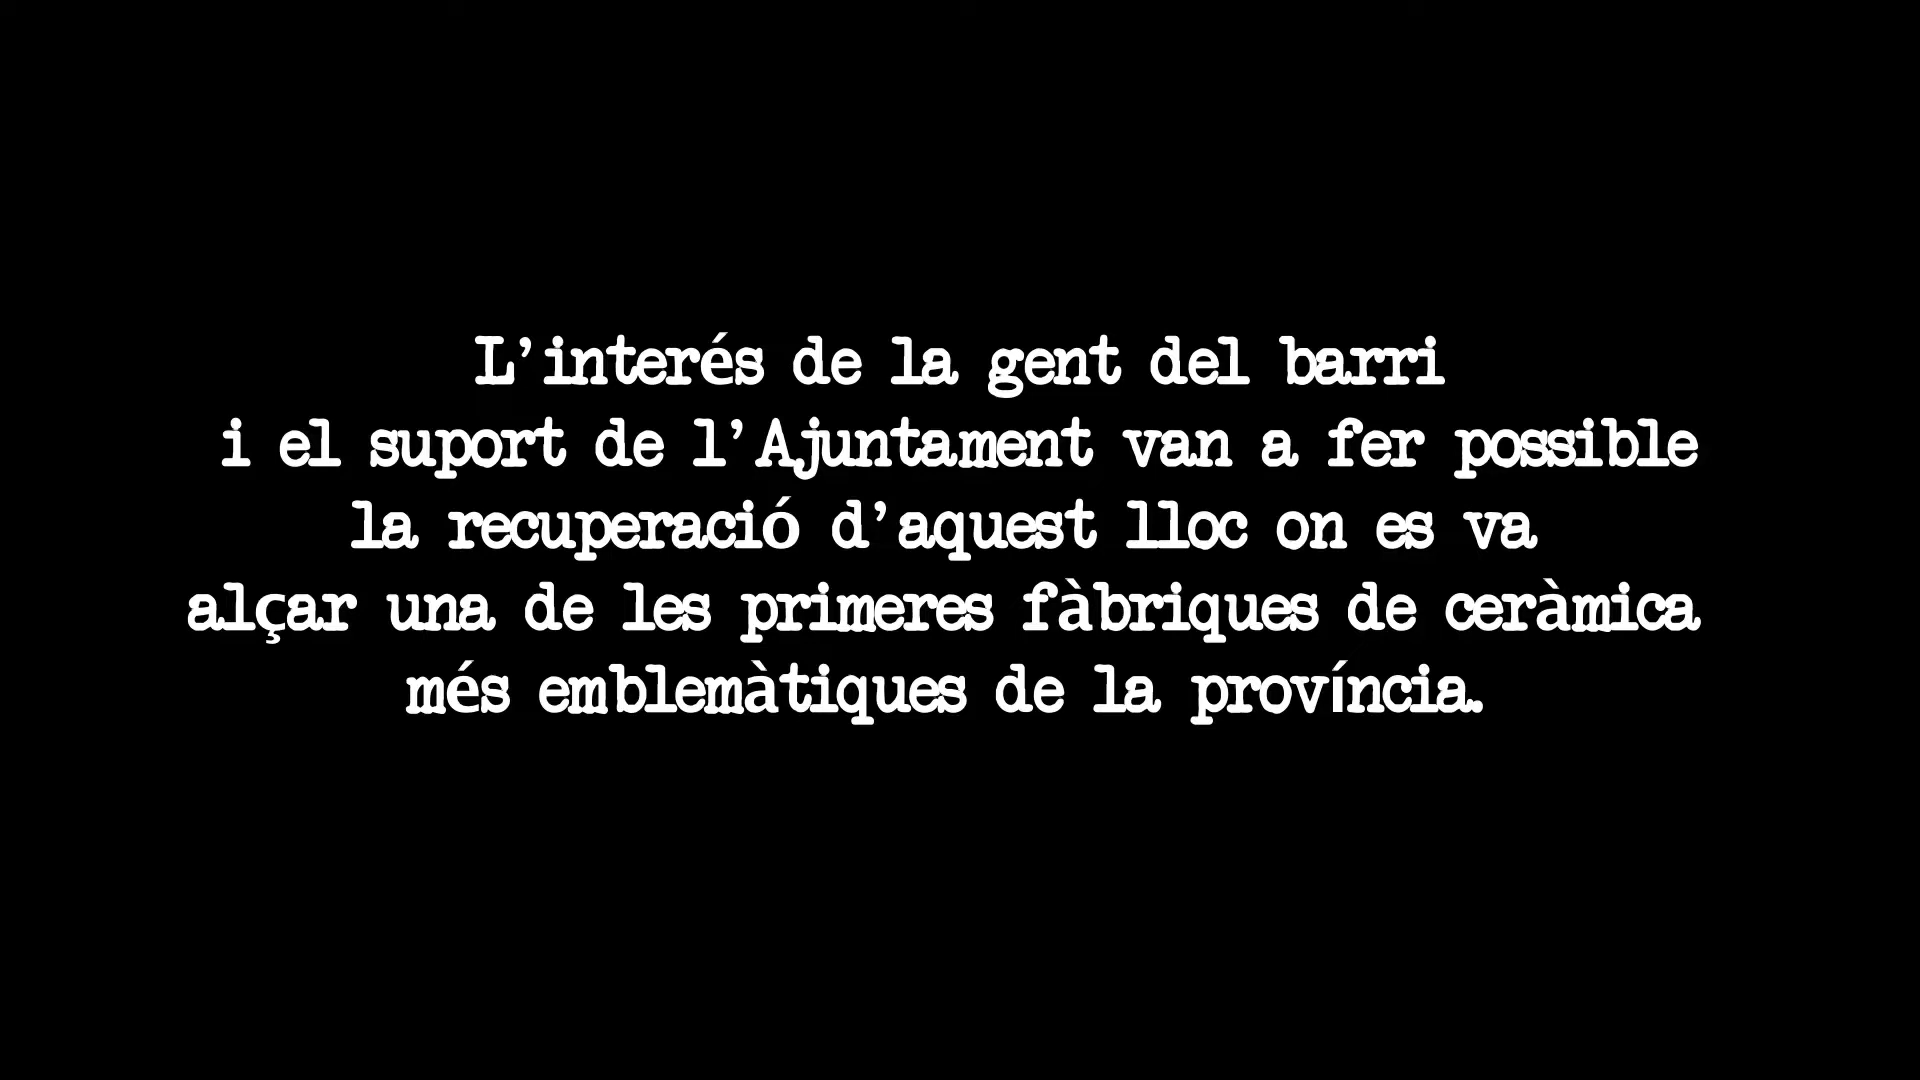 L’interés de la gent del barri
i el suport de l’Ajuntament van a fer possible
la recuperació d’aquest lloc on es va
alçar una de les primeres fàbriques de ceràmica
més emblemàtiques de la província.